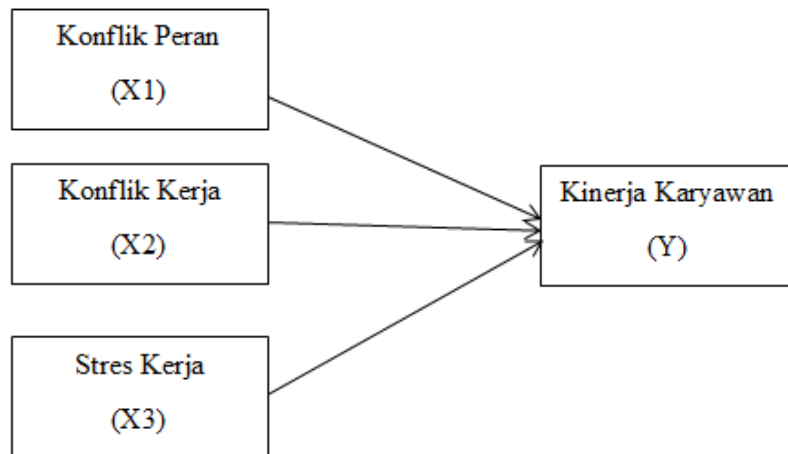 Konflik Peran
(X1)
Konflik Kerja
(X2)
Stres Kerja
(X3)
Kinerja Karyawan
(Y)